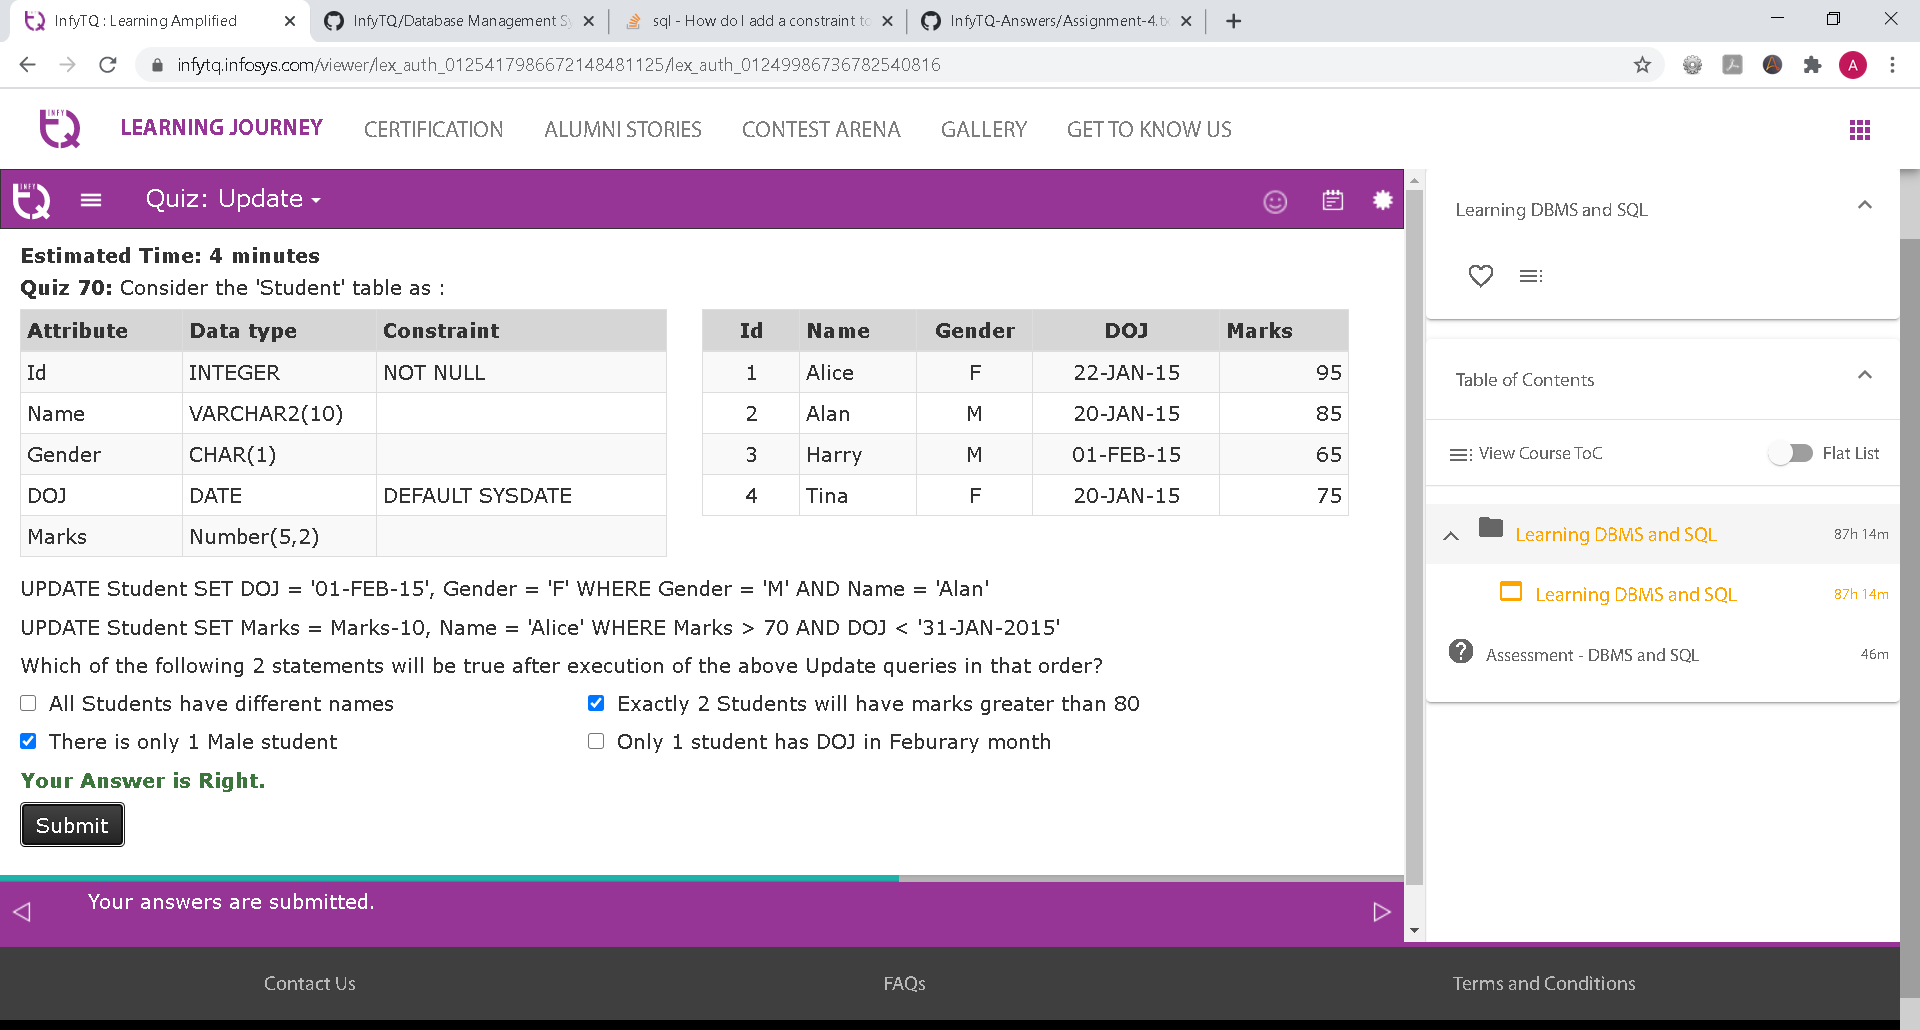 InfyTQ : Learning Amplified
InfyTQ/Database Management Sy
sql - How do I add a constraint to
InfyTQ-Answers/Assignment-4.tx
infytq.infosys.com/viewer/lex_auth_0125417986672148481125/lex_auth_01249986736782540816
A
INFY TQ
LEARNING JOURNEY
CERTIFICATION
ALUMNI STORIES
CONTEST ARENA
GALLERY
GET TO KNOW US
INFY TQ
Quiz: Update
Estimated Time: 4 minutes
Quiz 70: Consider the 'Student' table as :
Attribute Data type Constraint
Id INTEGER NOT NULL
Name VARCHAR2(10)
Gender CHAR(1)
DOJ DATE DEFAULT SYSDATE
Marks Number(5,2)
Id Name Gender DOJ Marks
1 Alice F 22-JAN-15 95
2 Alan M 20-JAN-15 85
3 Harry M 01-FEB-15 65
4 Tina F 20-JAN-15 75
UPDATE Student SET DOJ = '01-FEB-15', Gender = 'F' WHERE Gender = 'M' AND Name = 'Alan'
UPDATE Student SET Marks = Marks-10, Name = 'Alice' WHERE Marks > 70 AND DOJ < '31-JAN-2015'
Which of the following 2 statements will be true after execution of the above Update queries in that order?
All Students have different names
Exactly 2 Students will have marks greater than 80
There is only 1 Male student
Only 1 student has DOJ in Feburary month
Your Answer is Right.
Submit
Your answers are submitted.
Learning DBMS and SQL
Table of Contents
View Course ToC
Flat List
Learning DBMS and SQL 87h 14m
Learning DBMS and SQL 87h 14m
Assessment - DBMS and SQL 46m
Contact Us
FAQs
Terms and Conditions